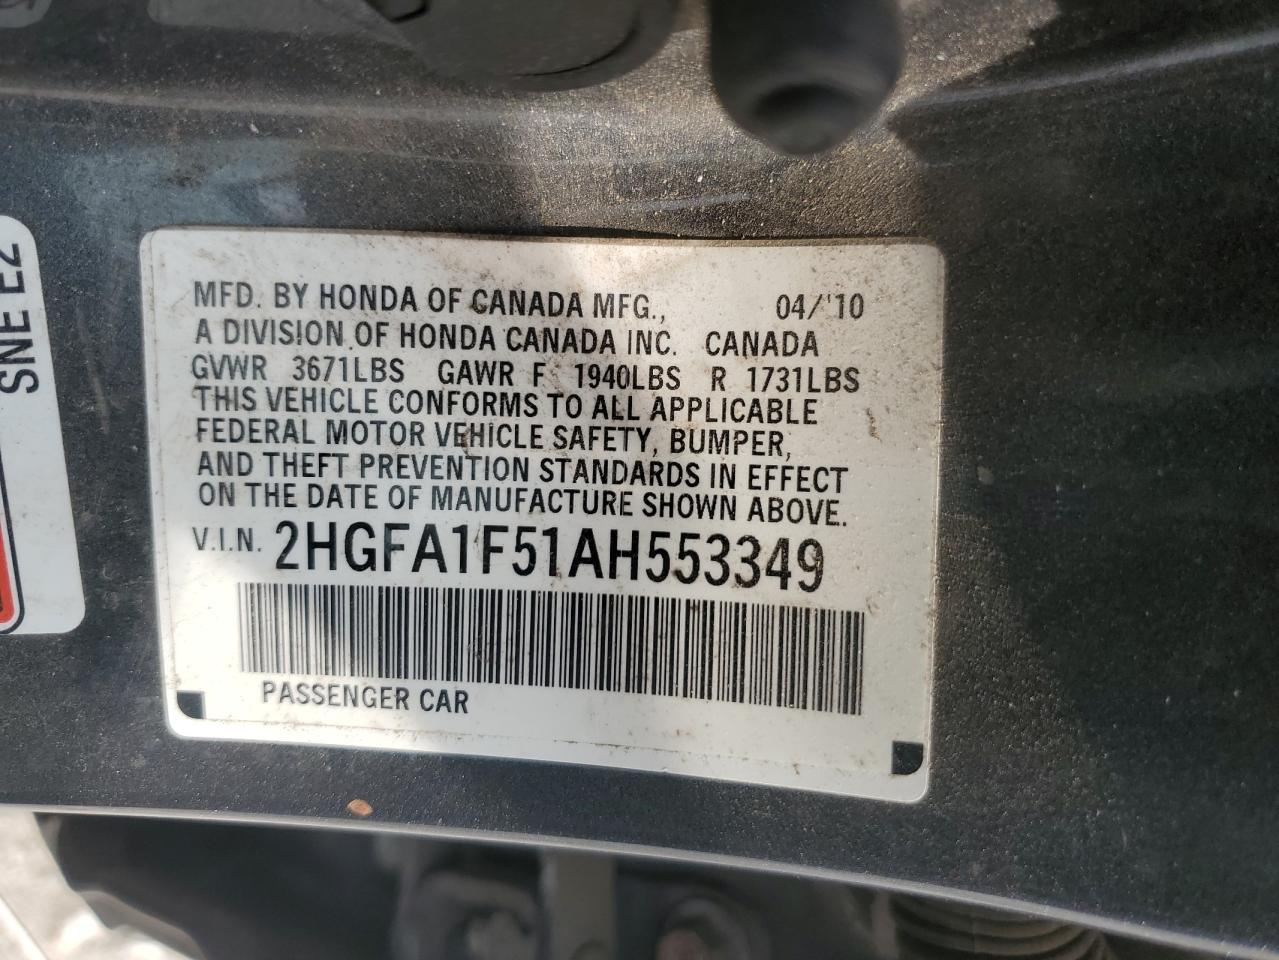 MFD. BY HONDA OF CANADA MFG., 04/'10
A DIVISION OF HONDA CANADA INC. CANADA
GVWR 3671LBS GAWR F 1940LBS R 1731LBS
THIS VEHICLE CONFORMS TO ALL APPLICABLE
FEDERAL MOTOR VEHICLE SAFETY, BUMPER,
AND THEFT PREVENTION STANDARDS IN EFFECT
ON THE DATE OF MANUFACTURE SHOWN ABOVE.
V.I.N. 2HGFA1F51AH553349
PASSENGER CAR
SNE E2